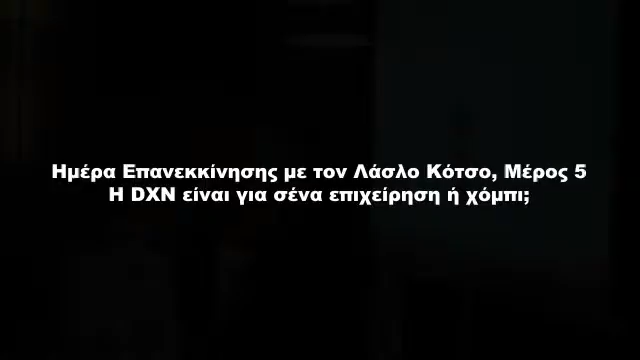 Ημέρα Επανεκκίνησης με τον Λάσλο Κότσο, Μέρος 5
Η DXN είναι για σένα επιχείρηση ή χόμπι;